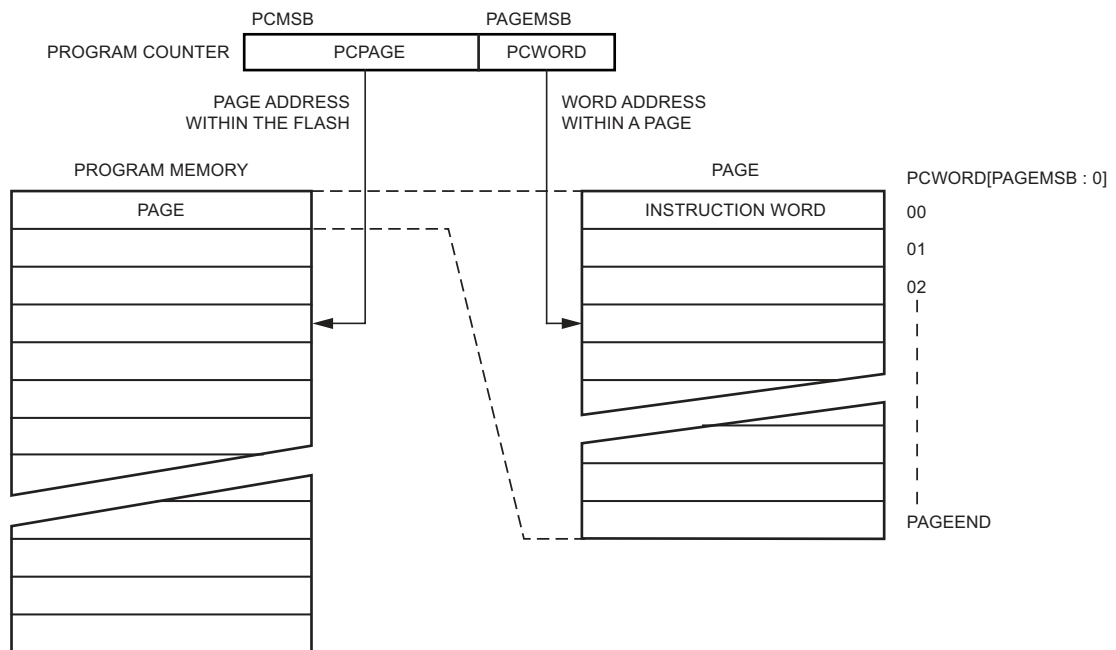 PCMSB PAGEMSB
PROGRAM COUNTER PCPAGE PCWORD
PAGE ADDRESS
WITHIN THE FLASH
WORD ADDRESS
WITHIN A PAGE
PROGRAM MEMORY
PAGE
PAGE
INSTRUCTION WORD
PCWORD[PAGEMSB : 0]
00
01
02
PAGEEND